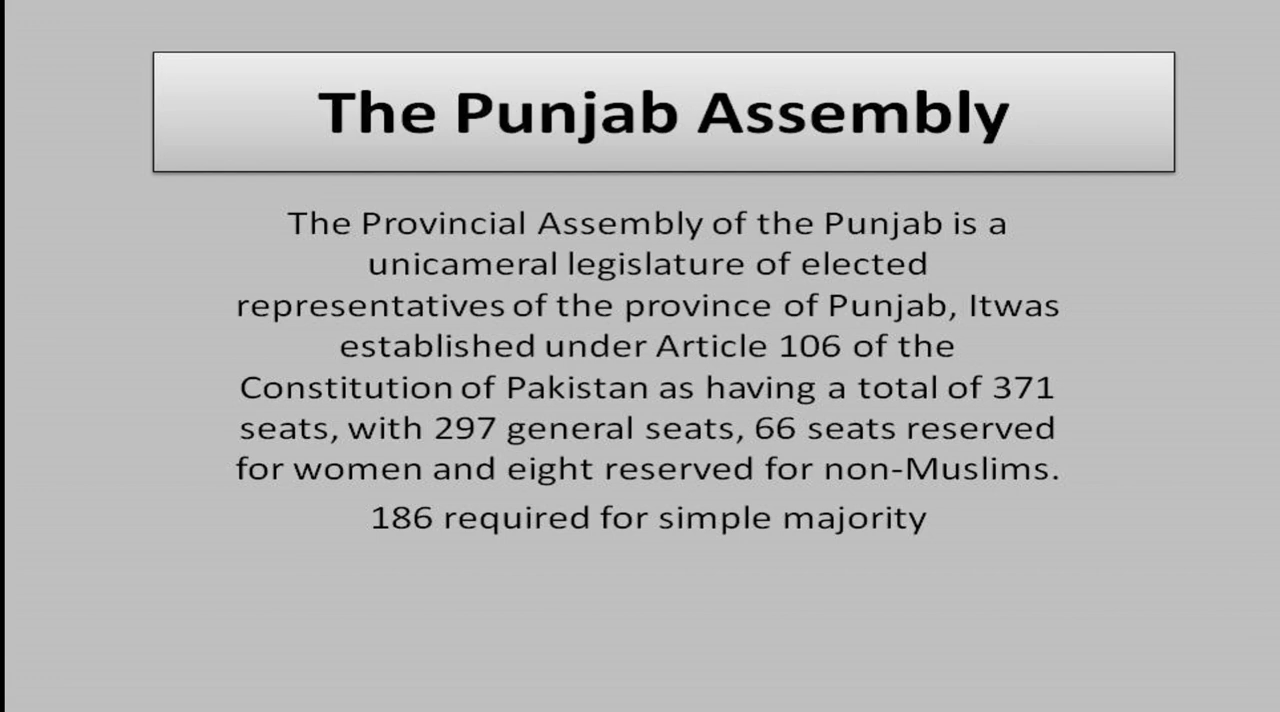 The Punjab Assembly
The Provincial Assembly of the Punjab is a
unicameral legislature of elected
representatives of the province of Punjab, Itwas
established under Article 106 of the
Constitution of Pakistan as having a total of 371
seats, with 297 general seats, 66 seats reserved
for women and eight reserved for non-Muslims.
186 required for simple majority